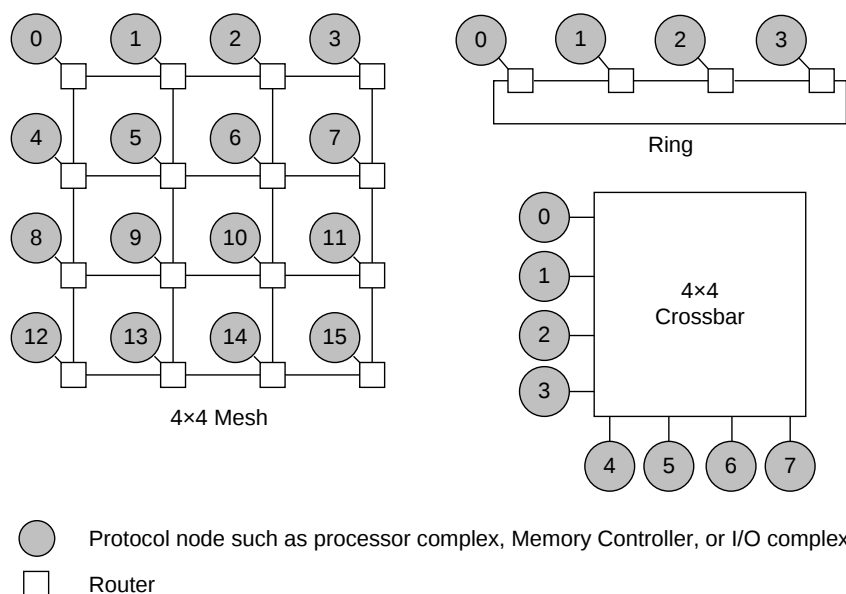 0 1 2 3
4 5 6 7
8 9 10 11
12 13 14 15
4×4 Mesh
0 1 2 3
Ring
0
1
2
3
4×4
Crossbar
4 5 6 7
Protocol node such as processor complex, Memory Controller, or I/O complex
Router